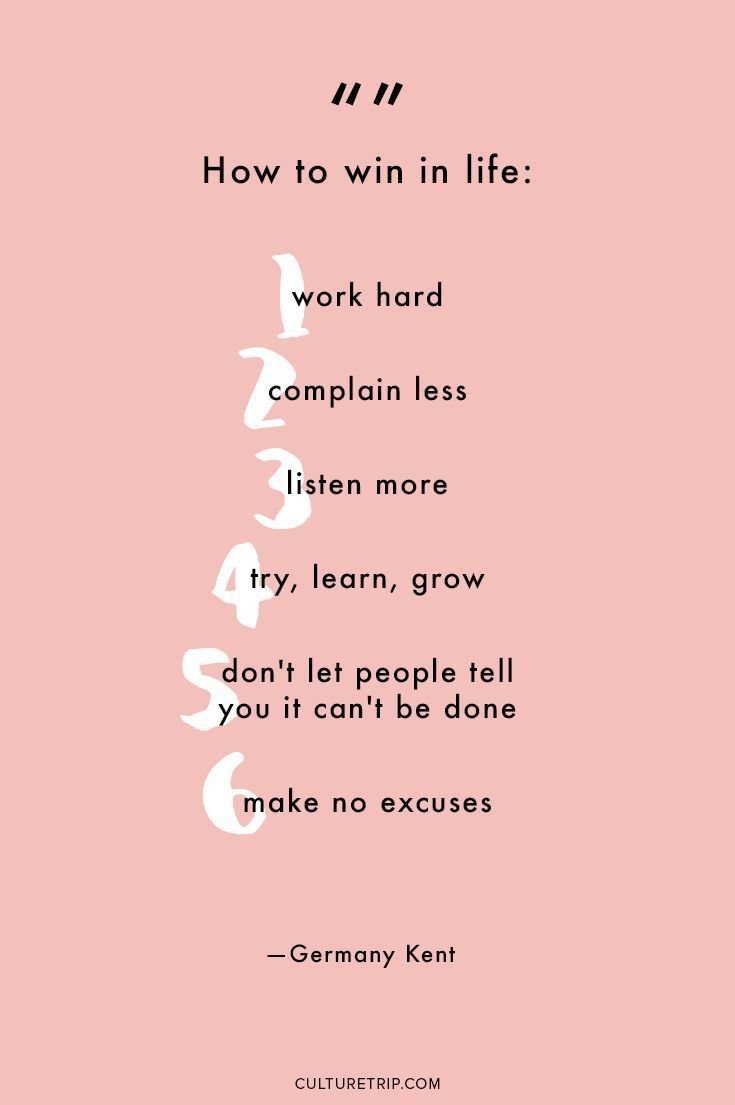 ""
How to win in life:
1 work hard
2 complain less
3 listen more
4 try, learn, grow
5 don't let people tell
you it can't be done
6 make no excuses
—Germany Kent
CULTURETRIP.COM